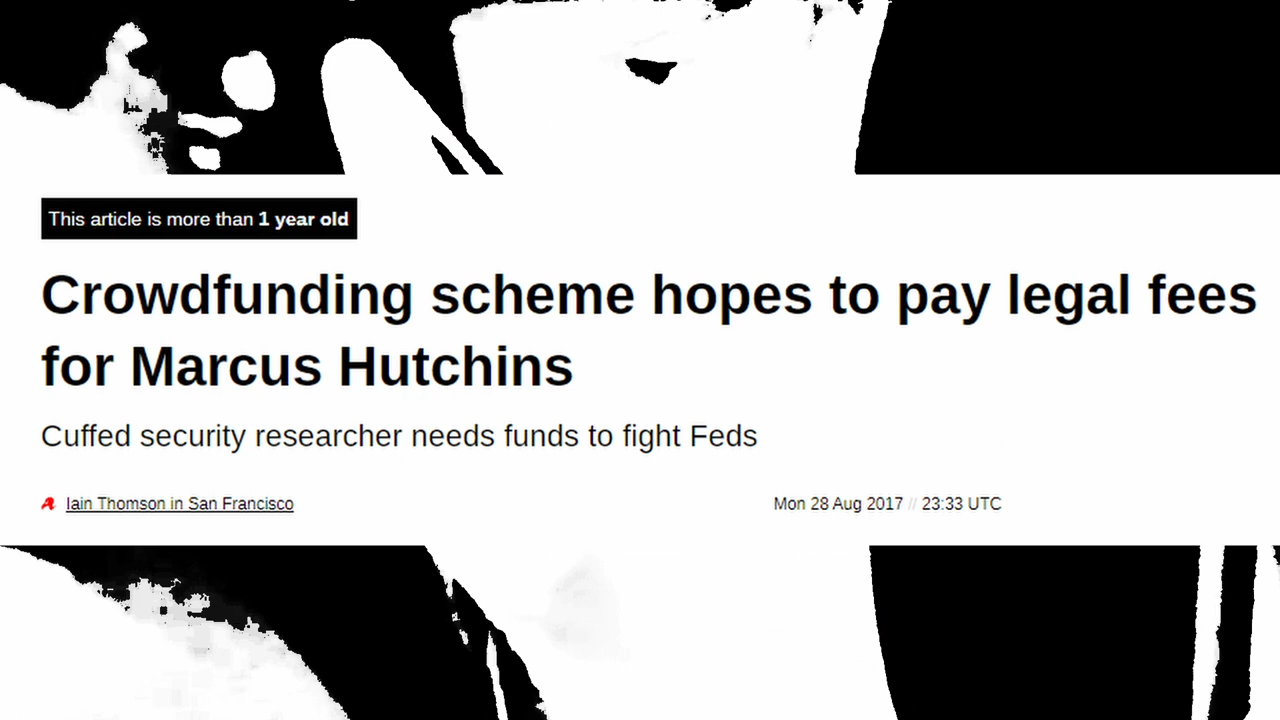 This article is more than 1 year old
Crowdfunding scheme hopes to pay legal fees
for Marcus Hutchins
Cuffed security researcher needs funds to fight Feds
Iain Thomson in San Francisco
Mon 28 Aug 2017 // 23:33 UTC